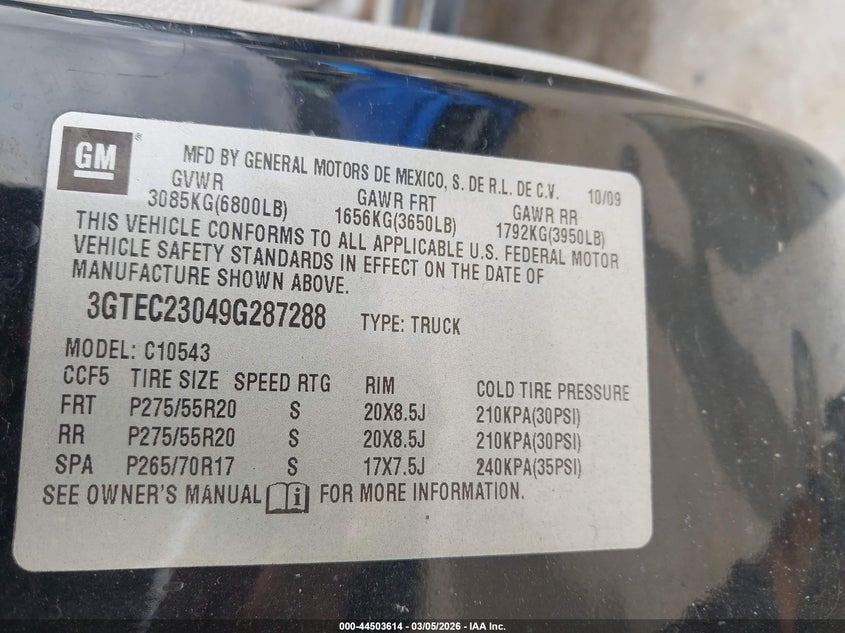 GM ®
MFD BY GENERAL MOTORS DE MEXICO, S. DE R.L. DE C.V. 10/09
GVWR GAWR FRT GAWR RR
3085KG(6800LB) 1656KG(3650LB) 1792KG(3950LB)
THIS VEHICLE CONFORMS TO ALL APPLICABLE U.S. FEDERAL MOTOR
VEHICLE SAFETY STANDARDS IN EFFECT ON THE DATE OF
MANUFACTURE SHOWN ABOVE.
3GTEC23049G287288 TYPE: TRUCK
MODEL: C10543
CCF5 TIRE SIZE SPEED RTG RIM COLD TIRE PRESSURE
FRT P275/55R20 S 20X8.5J 210KPA(30PSI)
RR P275/55R20 S 20X8.5J 210KPA(30PSI)
SPA P265/70R17 S 17X7.5J 240KPA(35PSI)
SEE OWNER'S MANUAL i FOR MORE INFORMATION.
000-44503614 - 03/05/2026 - IAA Inc.